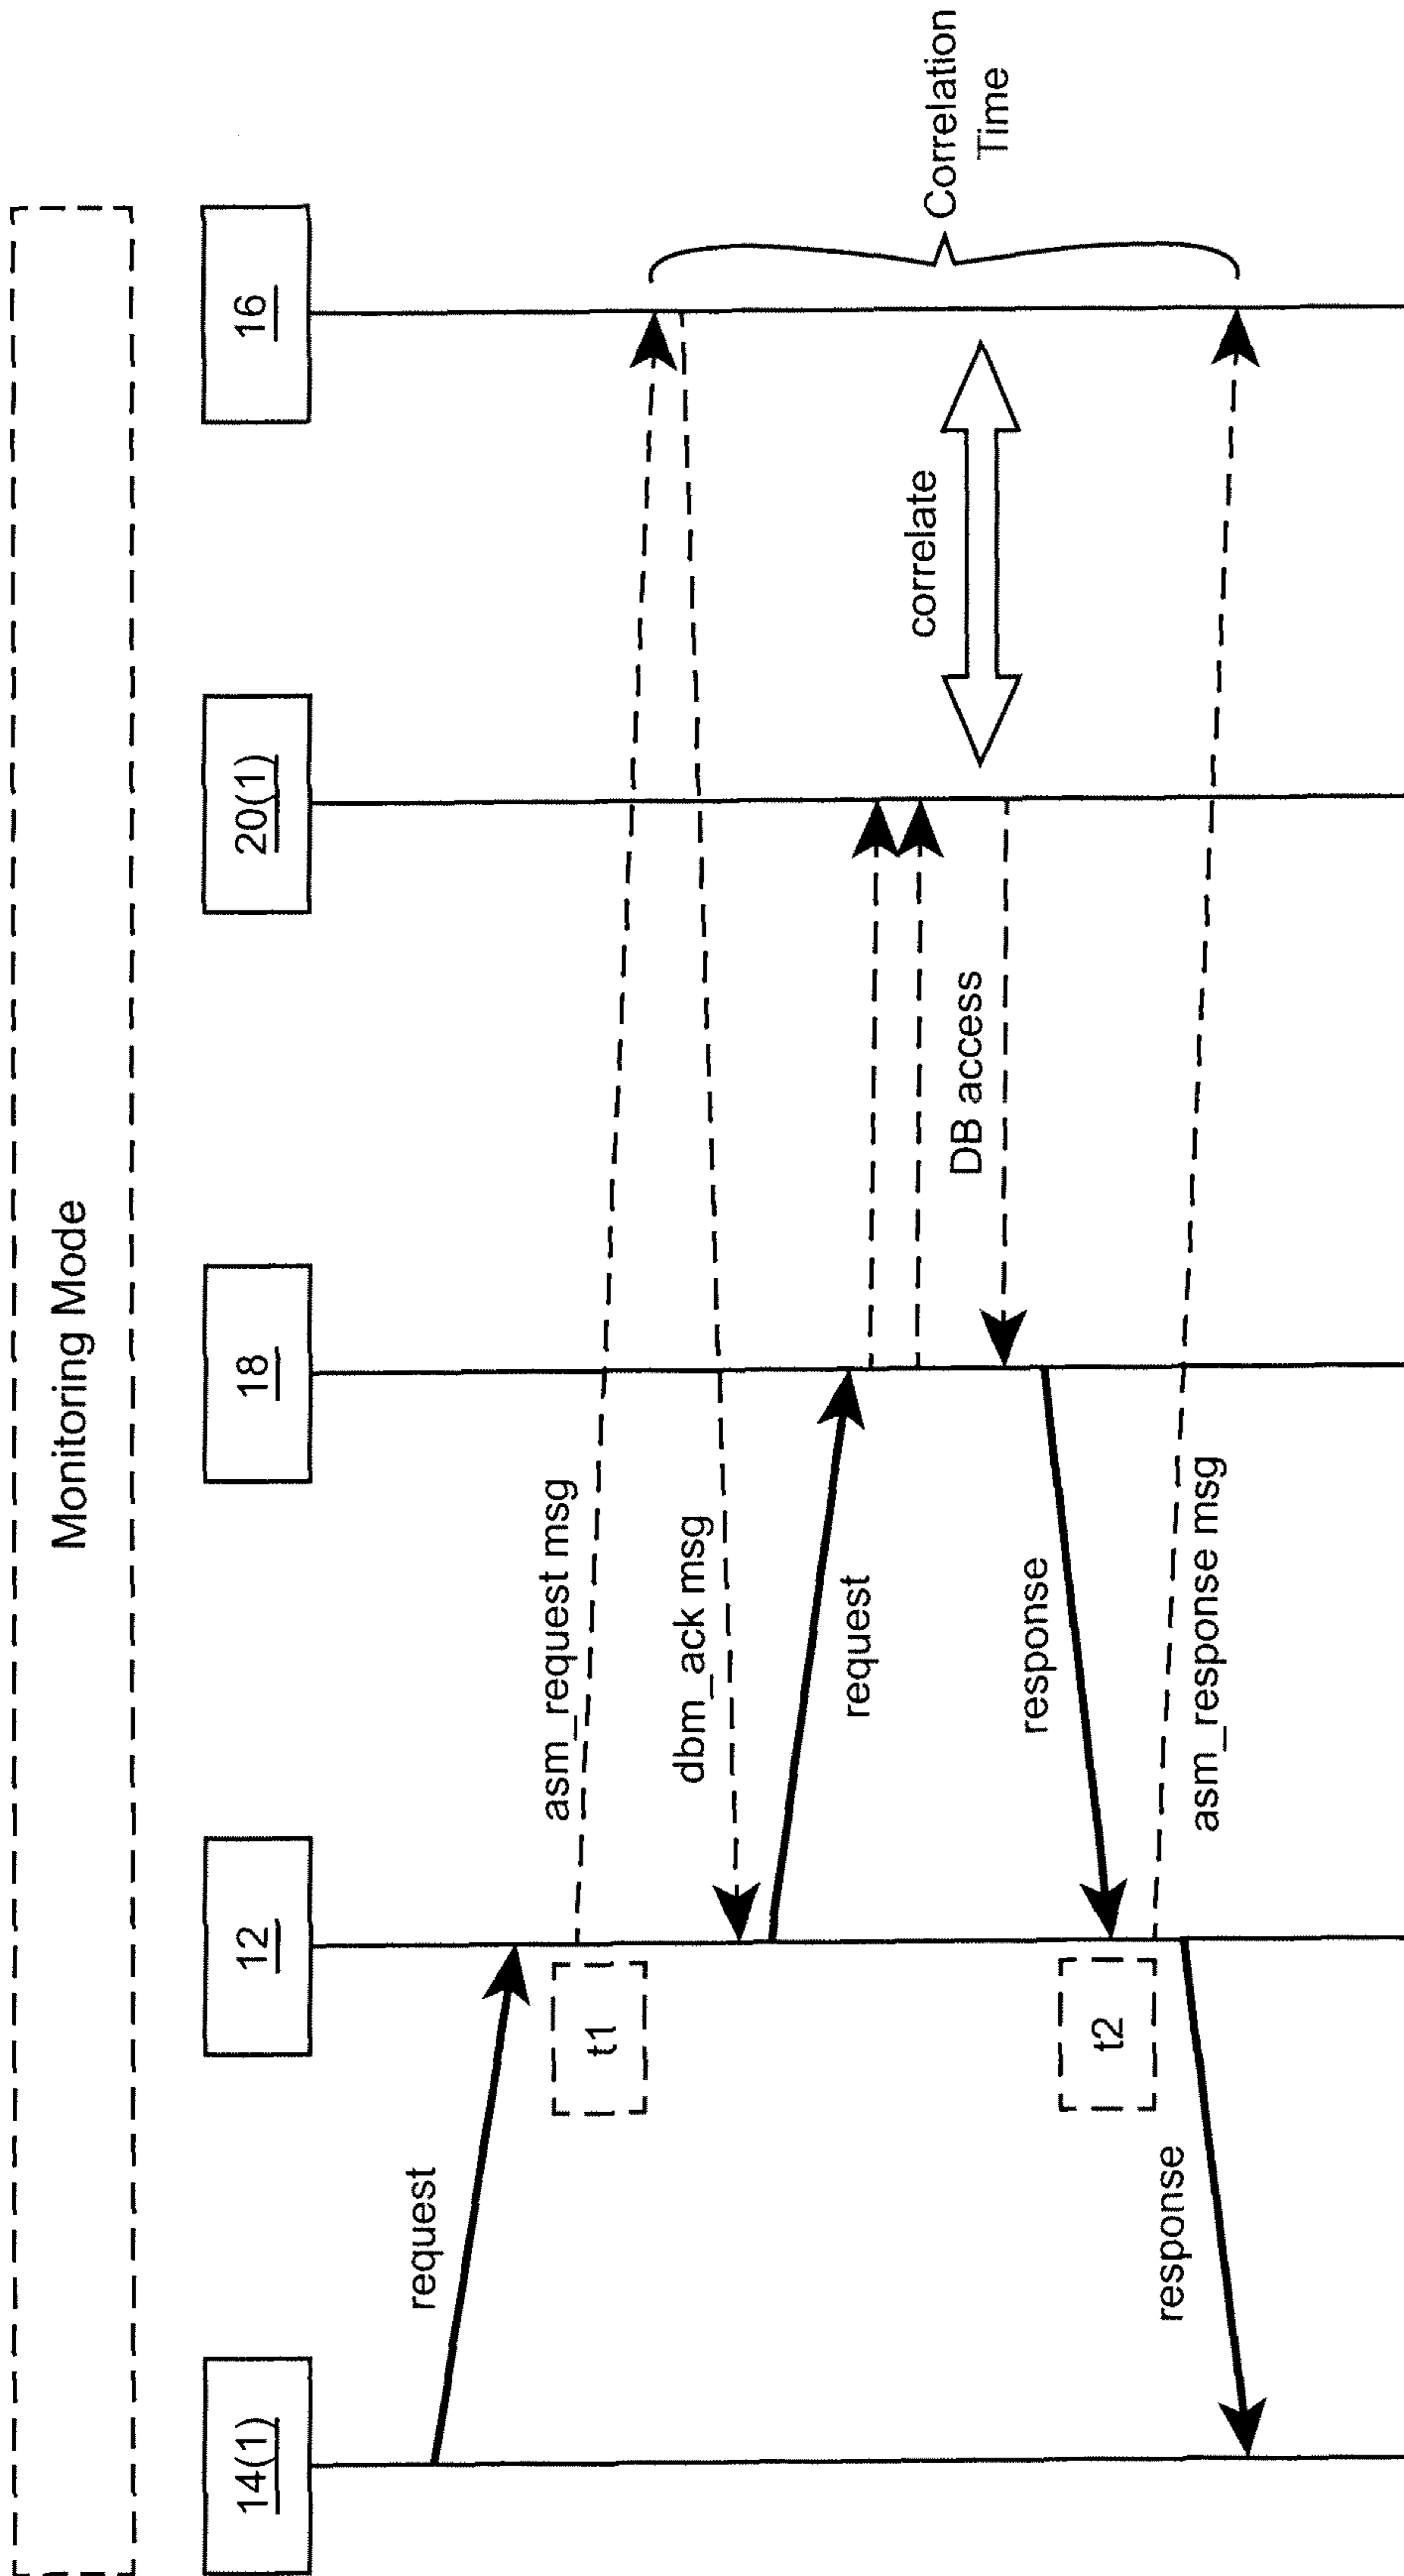 Monitoring Mode
14(1)
12
18
20(1)
16
request
asm_request msg
t1
dbm_ack msg
request
DB access
correlate
Correlation
Time
response
t2
asm_response msg
response